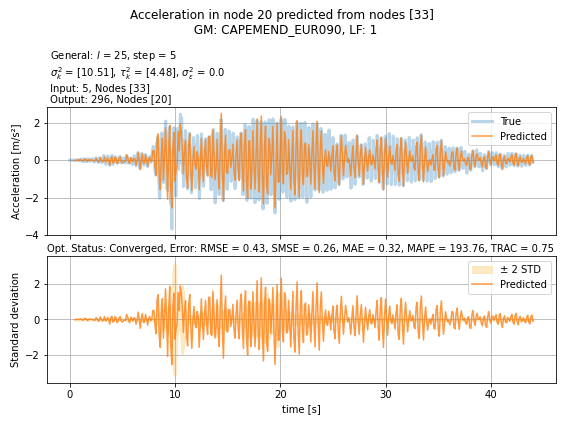 Acceleration in node 20 predicted from nodes [33]
GM: CAPEMEND_EUR090, LF: 1
General: l = 25, step = 5
σ²ₖ = [10.51], τ²ₖ = [4.48], σ²ε = 0.0
Input: 5, Nodes [33]
Output: 296, Nodes [20]
Acceleration [m/s²]
2
0
−2
−4
True
Predicted
Opt. Status: Converged, Error: RMSE = 0.43, SMSE = 0.26, MAE = 0.32, MAPE = 193.76, TRAC = 0.75
Standard deviation
2
0
−2
± 2 STD
Predicted
0 10 20 30 40
time [s]